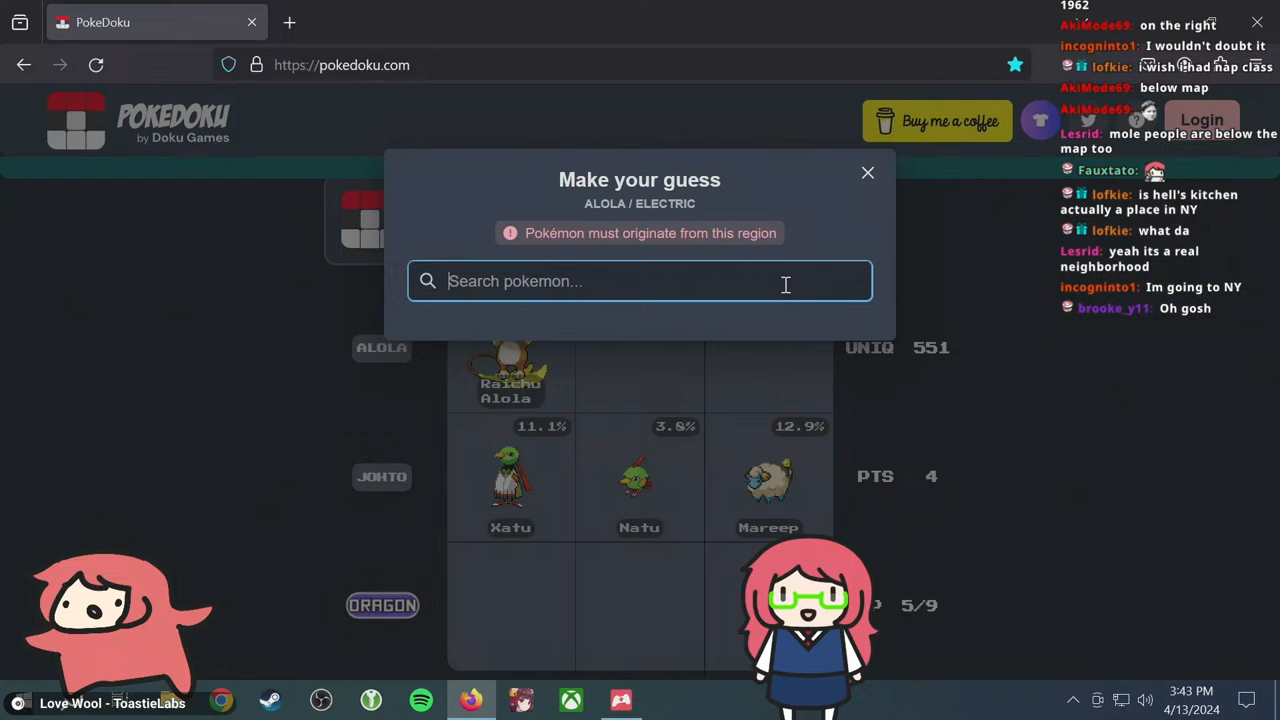 PokeDoku
https://pokedoku.com
POKEDOKU
by Doku Games
Buy me a coffee
Login
Make your guess
ALOLA / ELECTRIC
Pokémon must originate from this region
Search pokemon...
ALOLA
Raichu
Alola
UNIQ 551
11.1%
3.8%
12.9%
JOHTO
Xatu
Natu
Mareep
PTS 4
DRAGON
5/9
1962
AkiMode69: on the right
incogninto1: I wouldn't doubt it
lofkie: i wish i had nap class
AkiMode69: below map
AkiMode69:
Lesrid: mole people are below the
map too
Fauxtato:
lofkie: is hell's kitchen
actually a place in NY
lofkie: what da
Lesrid: yeah its a real
neighborhood
incogninto1: Im going to NY
brooke_y11: Oh gosh
Love Wool - ToastieLabs
3:43 PM
4/13/2024